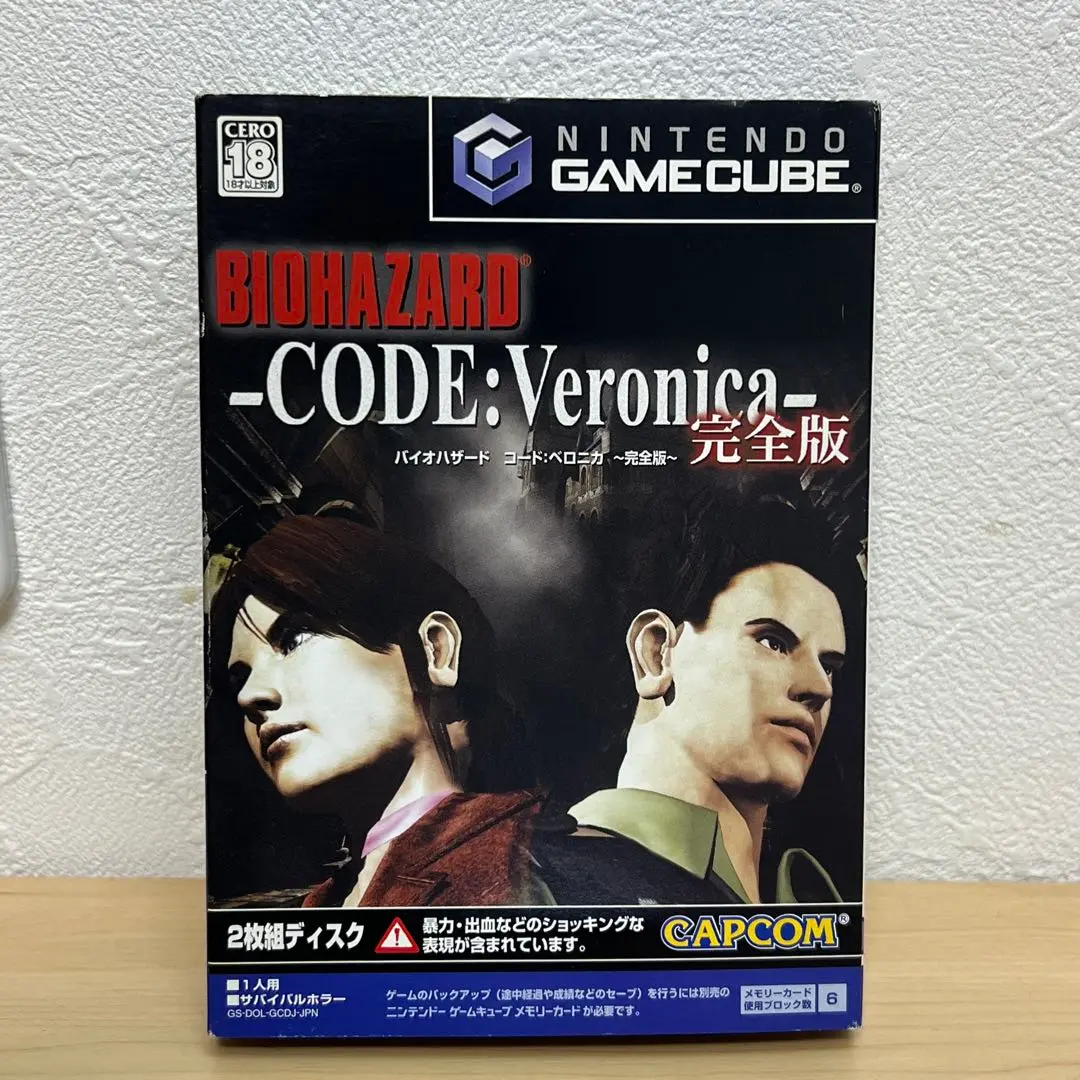 CERO
18
18才以上対象
NINTENDO
GAMECUBE®
BIOHAZARD®
-CODE:Veronica-
完全版
バイオハザード コード:ベロニカ ~完全版~
2枚組ディスク
暴力・出血などのショッキングな
表現が含まれています。
CAPCOM®
■1人用
■サバイバルホラー
GS-DOL-GCDJ-JPN
ゲームのバックアップ(途中経過や成績などのセーブ)を行うには別売の
ニンテンドー ゲームキューブ メモリーカードが必要です。
メモリーカード
使用ブロック数
6